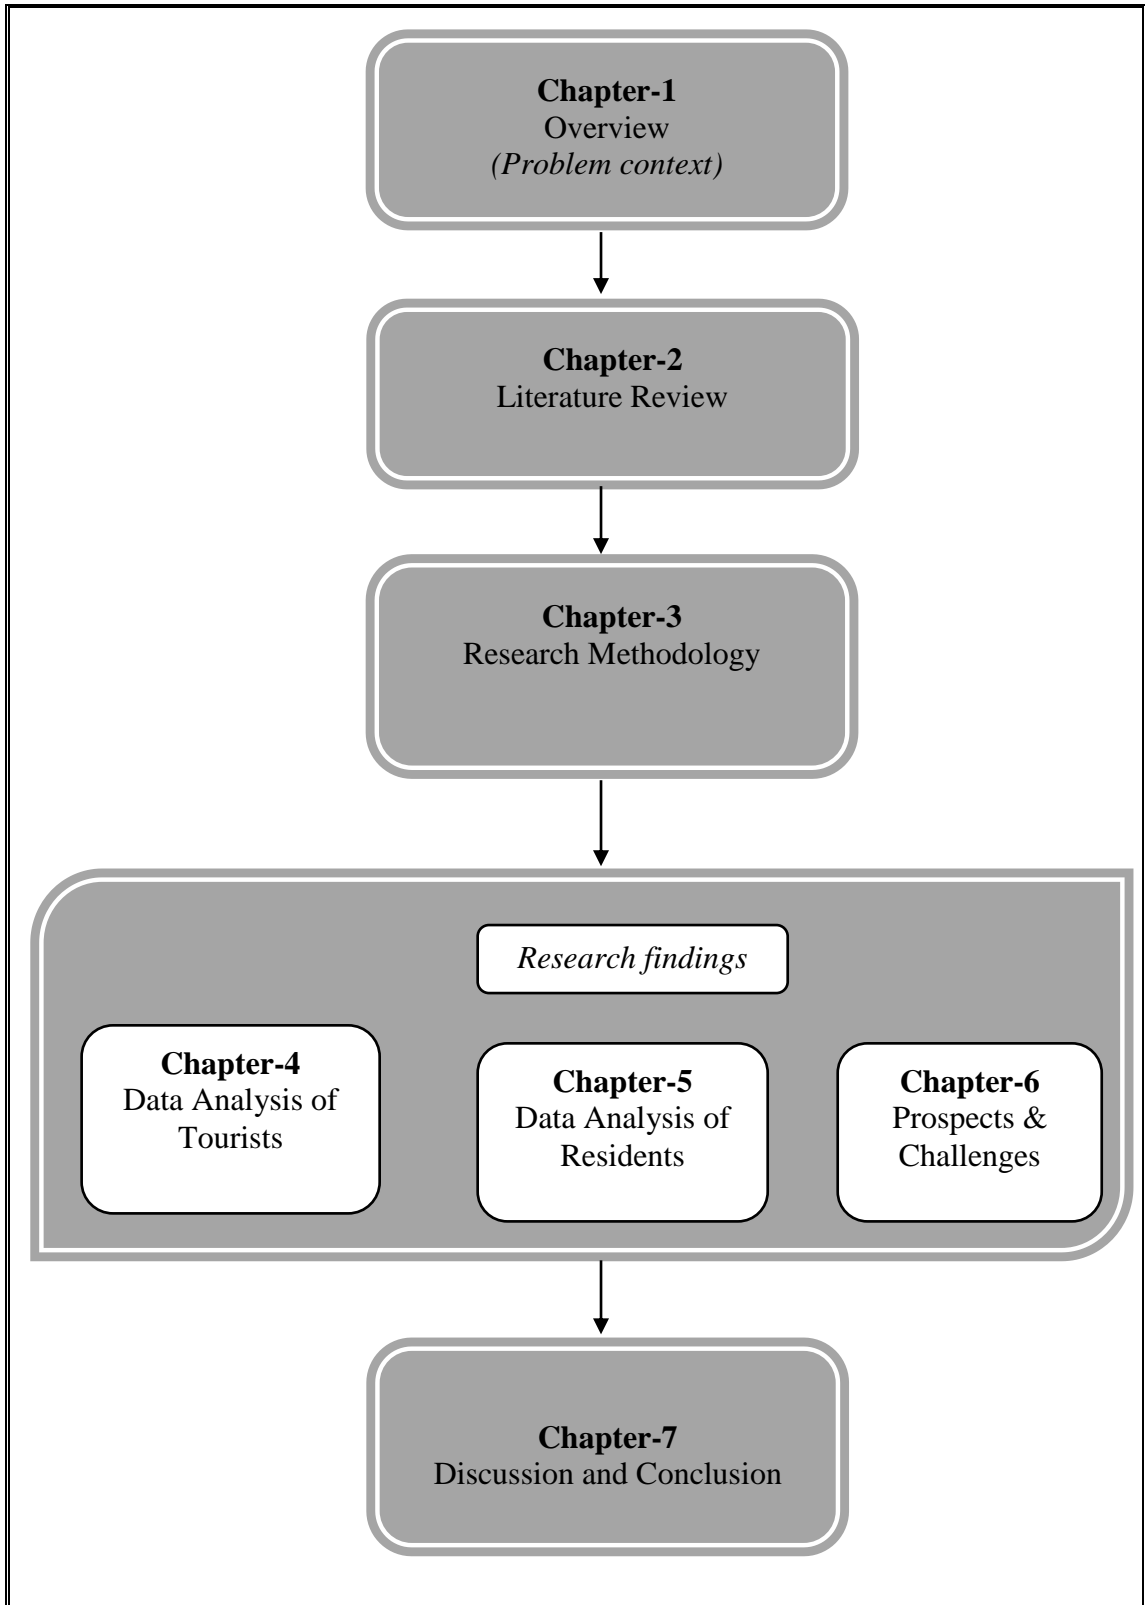 Chapter-1
Overview
(Problem context)
Chapter-2
Literature Review
Chapter-3
Research Methodology
Research findings
Chapter-4
Data Analysis of
Tourists
Chapter-5
Data Analysis of
Residents
Chapter-6
Prospects &
Challenges
Chapter-7
Discussion and Conclusion